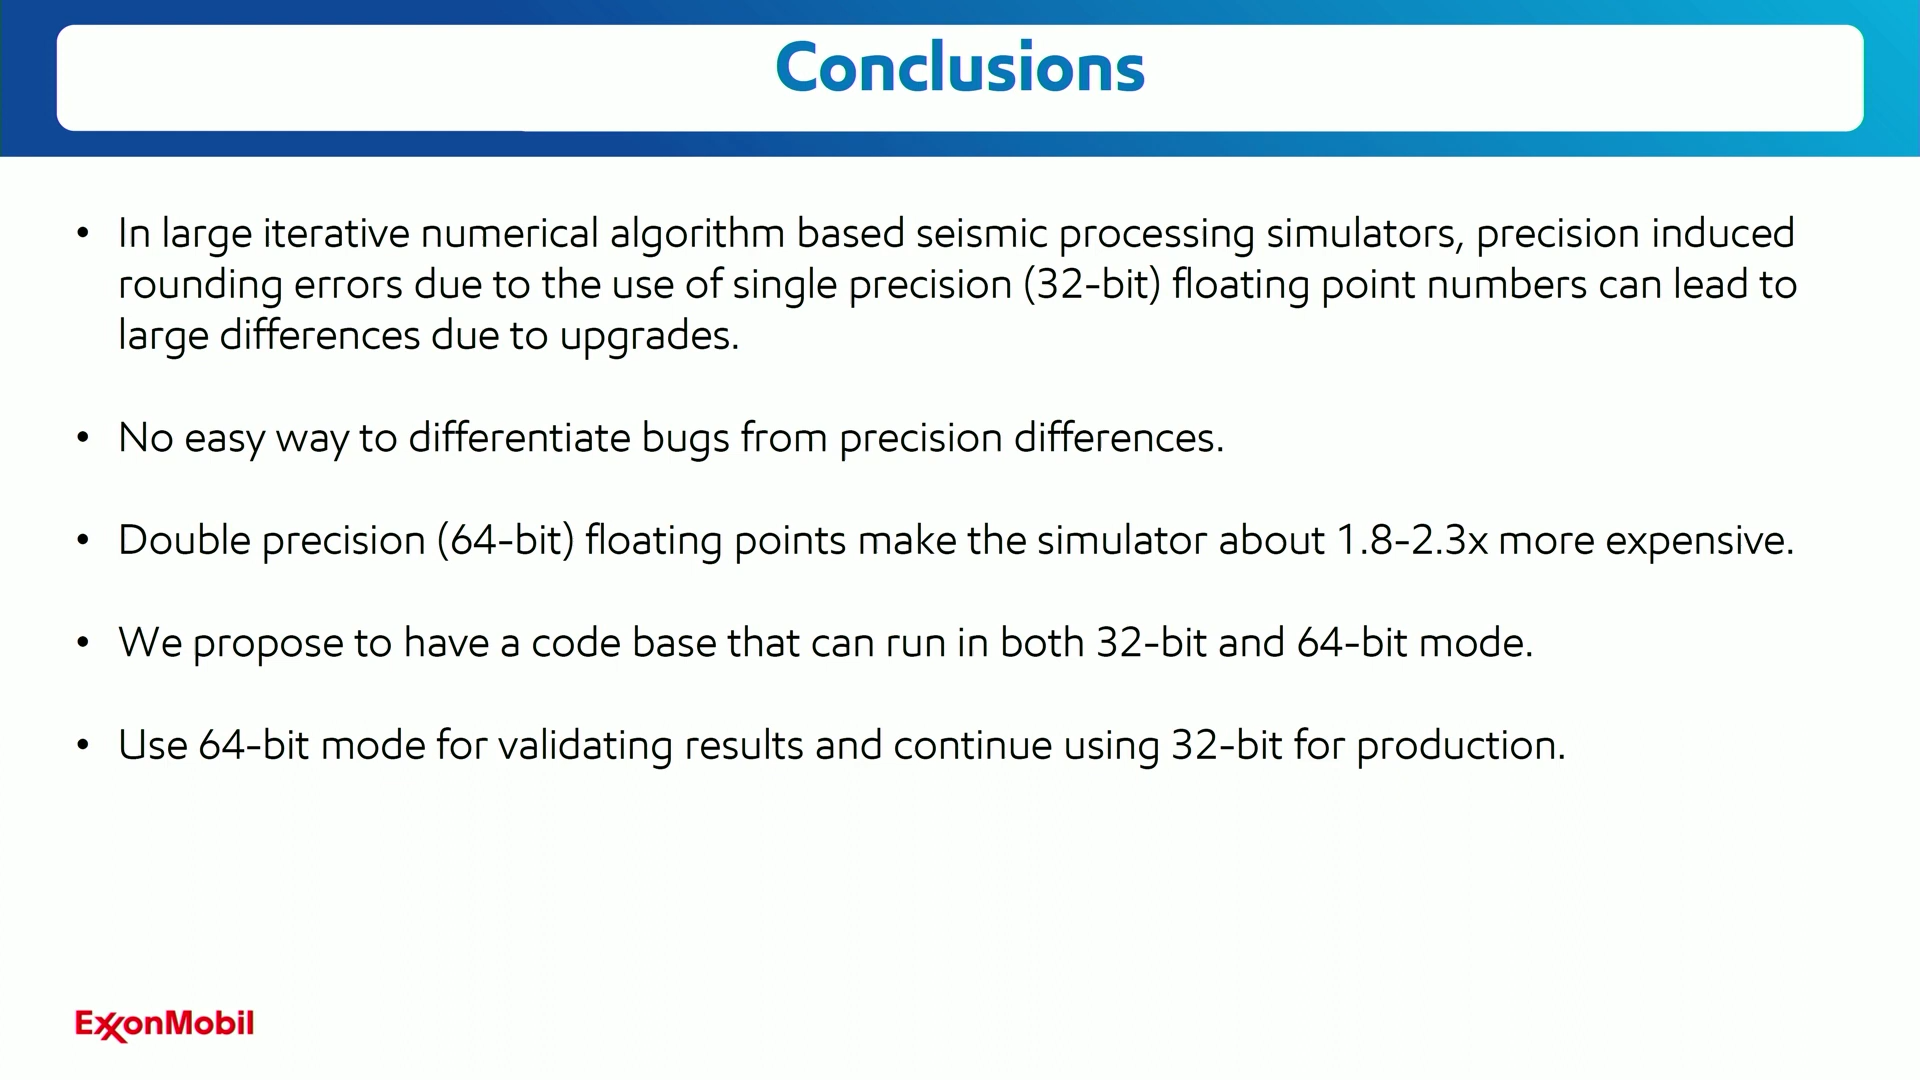 Conclusions
• In large iterative numerical algorithm based seismic processing simulators, precision induced
rounding errors due to the use of single precision (32-bit) floating point numbers can lead to
large differences due to upgrades.
• No easy way to differentiate bugs from precision differences.
• Double precision (64-bit) floating points make the simulator about 1.8-2.3x more expensive.
• We propose to have a code base that can run in both 32-bit and 64-bit mode.
• Use 64-bit mode for validating results and continue using 32-bit for production.
ExxonMobil